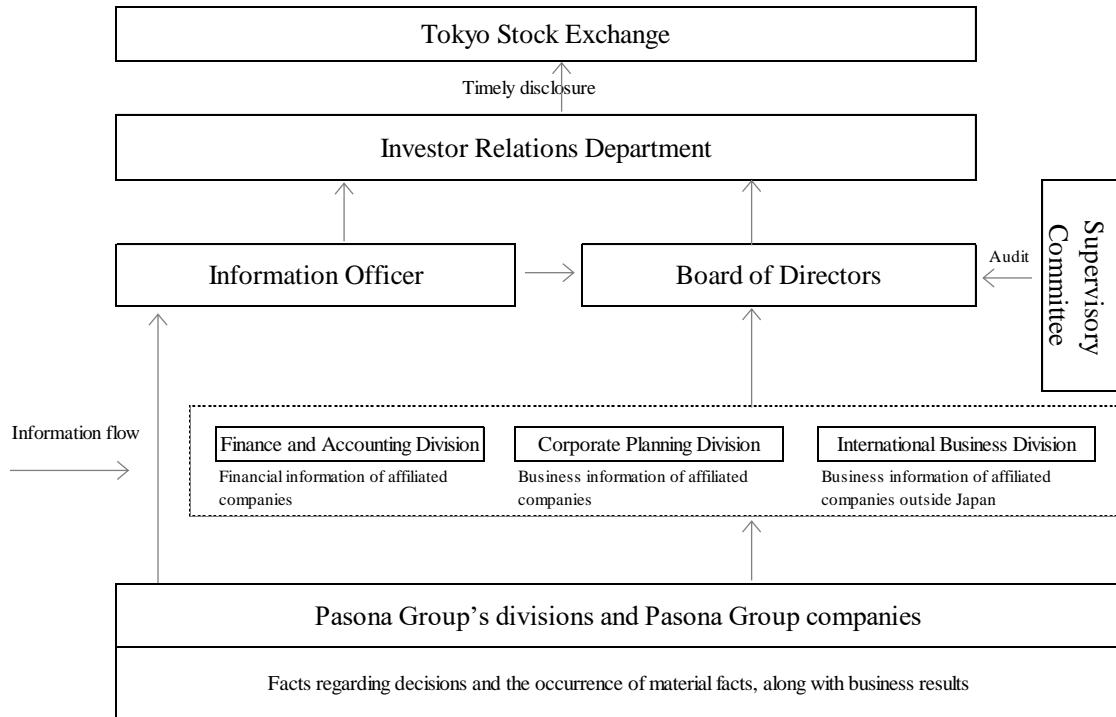 Tokyo Stock Exchange
Timely disclosure
Investor Relations Department
Information Officer
Board of Directors
Audit
Supervisory
Committee
Information flow
Finance and Accounting Division
Financial information of affiliated
companies
Corporate Planning Division
Business information of affiliated
companies
International Business Division
Business information of affiliated
companies outside Japan
Pasona Group’s divisions and Pasona Group companies
Facts regarding decisions and the occurrence of material facts, along with business results